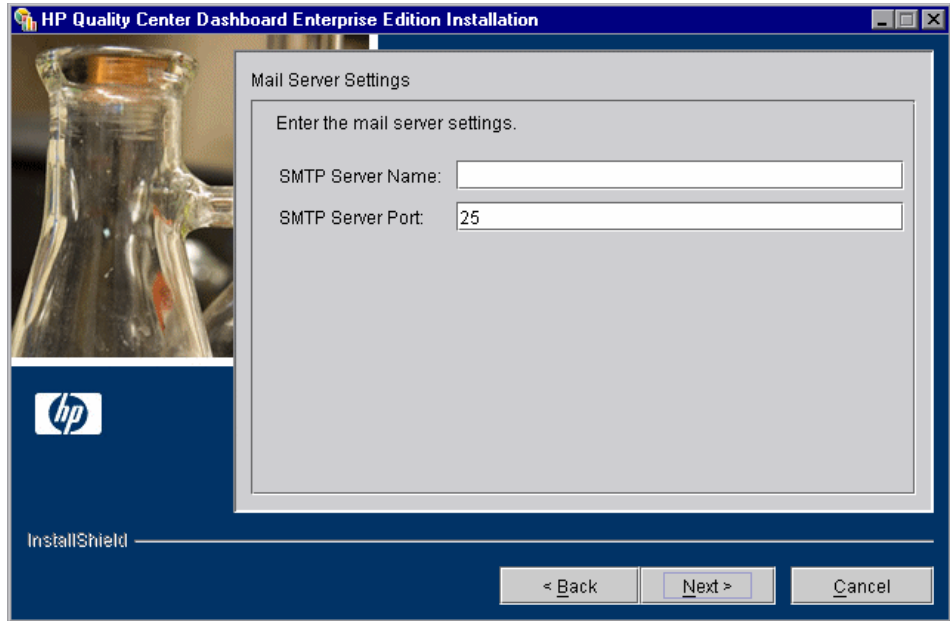 HP Quality Center Dashboard Enterprise Edition Installation
Mail Server Settings
Enter the mail server settings.
SMTP Server Name:
SMTP Server Port: 25
hp
InstallShield
< Back Next > Cancel